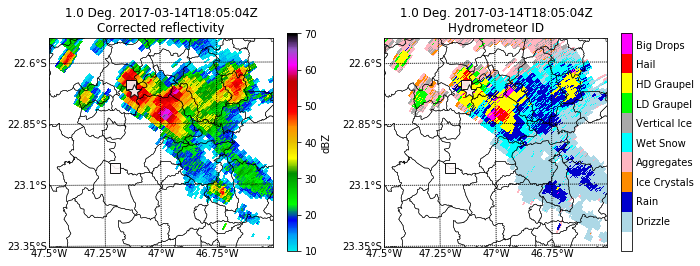 1.0 Deg. 2017-03-14T18:05:04Z
Corrected reflectivity
22.6°S
22.85°S
23.1°S
23.35°S
47.5°W
47.25°W
47°W
46.75°W
70
60
50
40
30
20
10
dBZ
1.0 Deg. 2017-03-14T18:05:04Z
Hydrometeor ID
22.6°S
22.85°S
23.1°S
23.35°S
47.5°W
47.25°W
47°W
46.75°W
Big Drops
Hail
HD Graupel
LD Graupel
Vertical Ice
Wet Snow
Aggregates
Ice Crystals
Rain
Drizzle